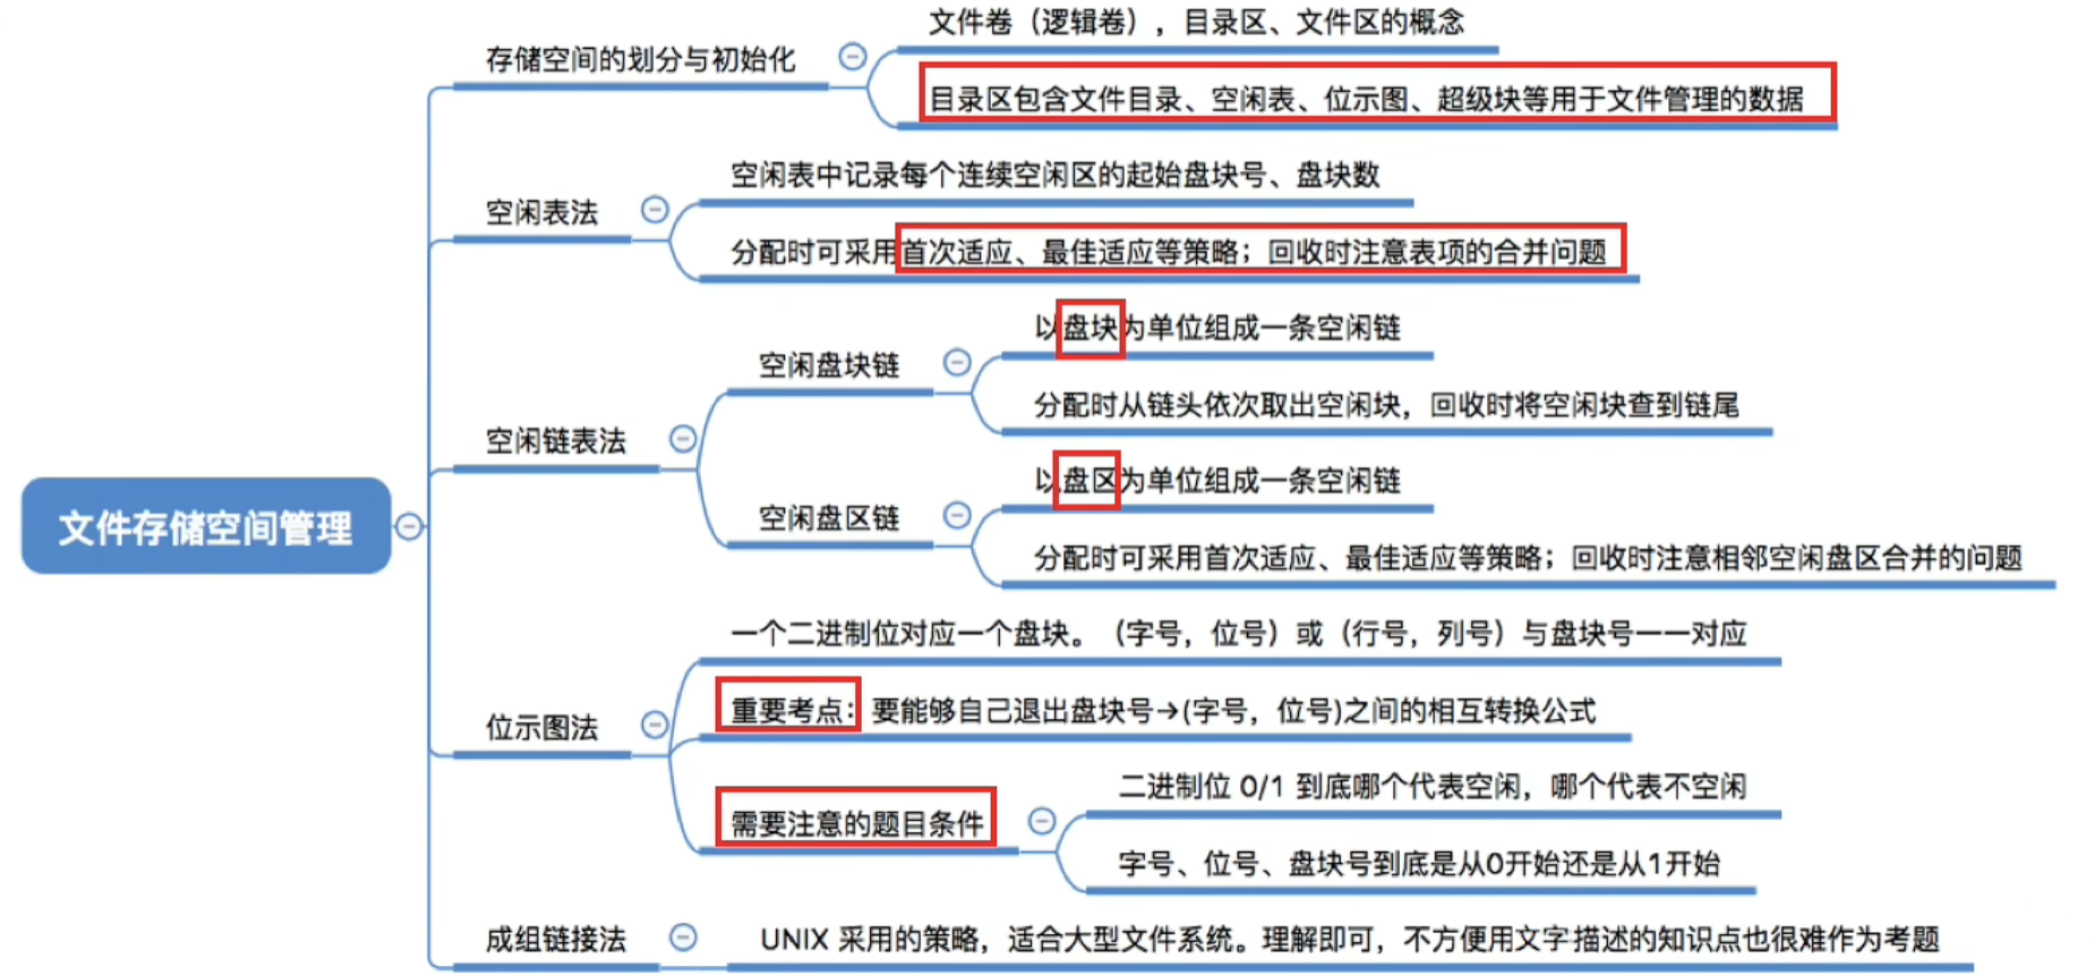 文件卷（逻辑卷），目录区、文件区的概念
存储空间的划分与初始化
目录区包含文件目录、空闲表、位示图、超级块等用于文件管理的数据
空闲表中记录每个连续空闲区的起始盘块号、盘块数
空闲表法
分配时可采用首次适应、最佳适应等策略；回收时注意表项的合并问题
以盘块为单位组成一条空闲链
空闲盘块链
分配时从链头依次取出空闲块，回收时将空闲块查到链尾
空闲链表法
以盘区为单位组成一条空闲链
空闲盘区链
文件存储空间管理
分配时可采用首次适应、最佳适应等策略；回收时注意相邻空闲盘区合并的问题
一个二进制位对应一个盘块。（字号，位号）或（行号，列号）与盘块号一一对应
重要考点：要能够自己退出盘块号→(字号，位号)之间的相互转换公式
位示图法
二进制位 0/1 到底哪个代表空闲，哪个代表不空闲
需要注意的题目条件
字号、位号、盘块号到底是从0开始还是从1开始
成组链接法
UNIX 采用的策略，适合大型文件系统。理解即可，不方便用文字描述的知识点也很难作为考题